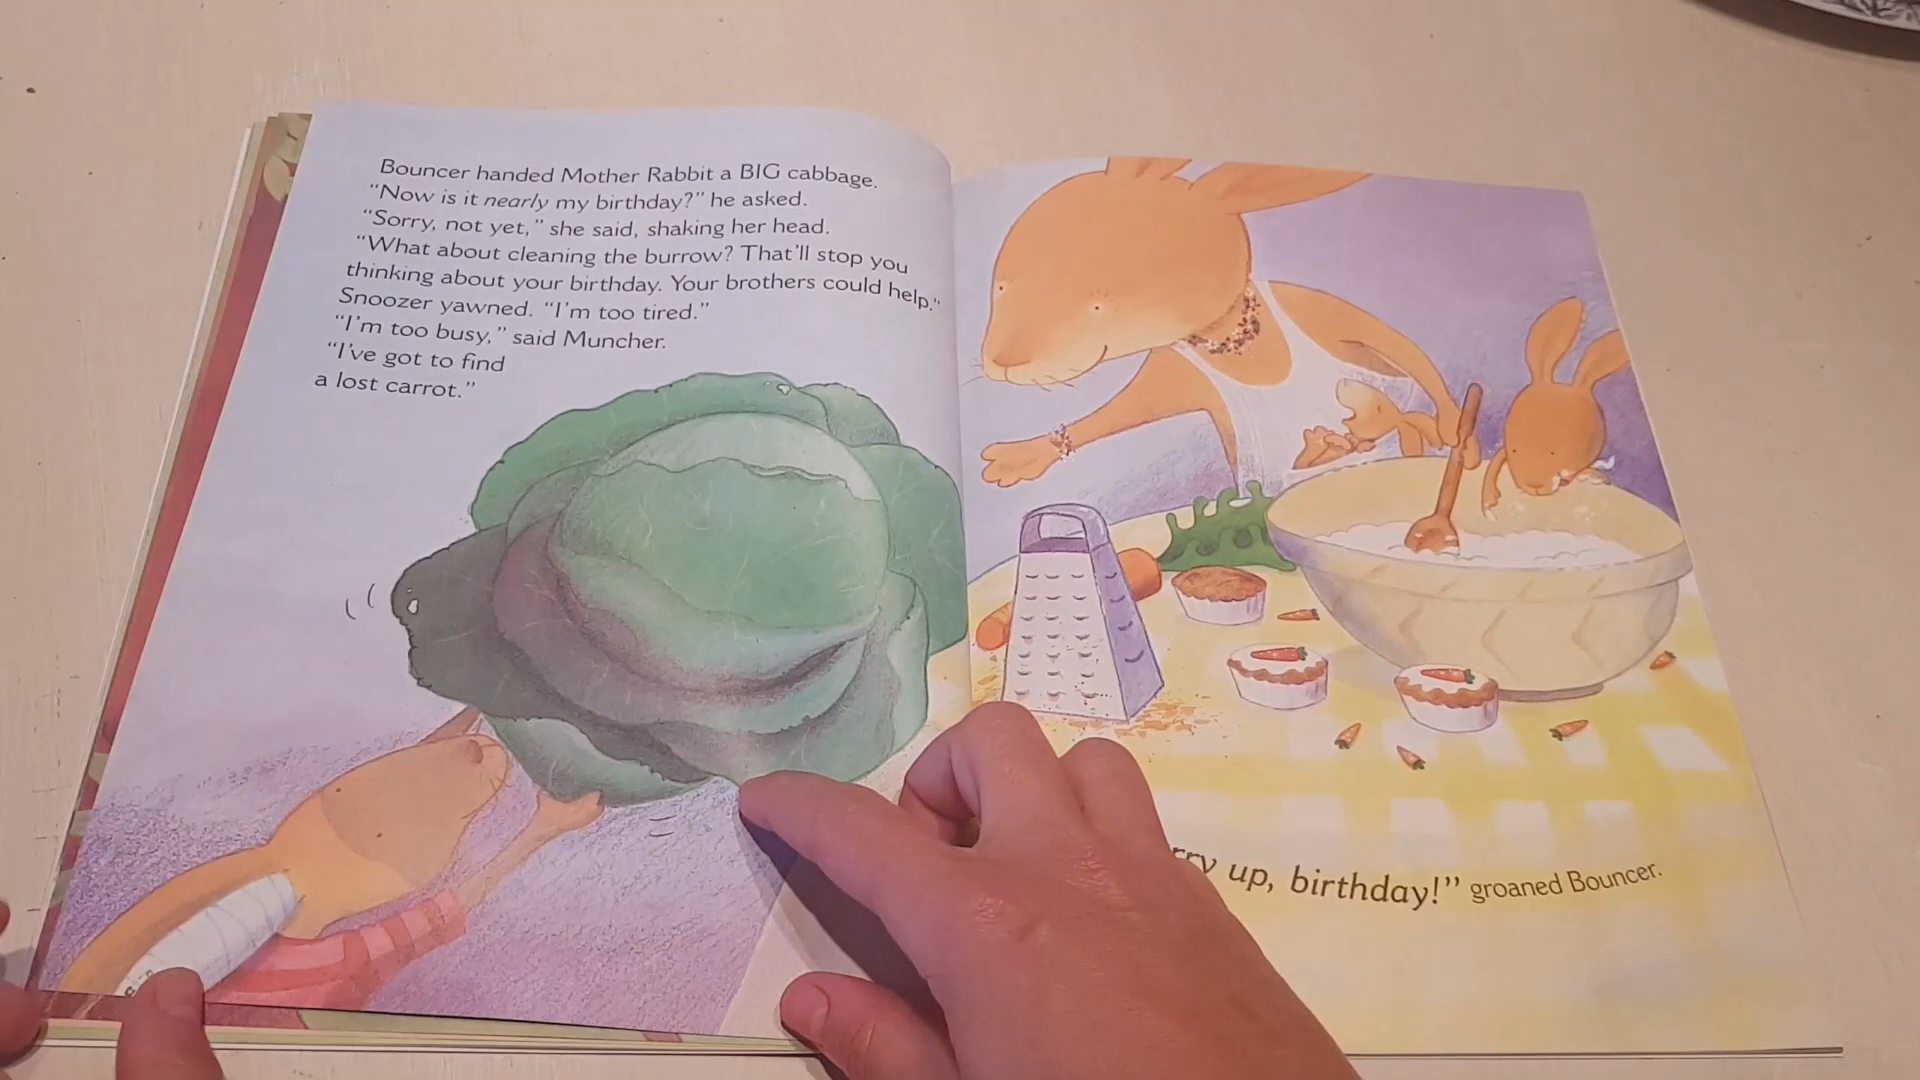 Bouncer handed Mother Rabbit a BIG cabbage.
“Now is it nearly my birthday?” he asked.
“Sorry, not yet,” she said, shaking her head.
“What about cleaning the burrow? That’ll stop you
thinking about your birthday. Your brothers could help.”
Snoozer yawned. “I’m too tired.”
“I’m too busy,” said Muncher.
“I’ve got to find
a lost carrot.”
up, birthday!” groaned Bouncer.